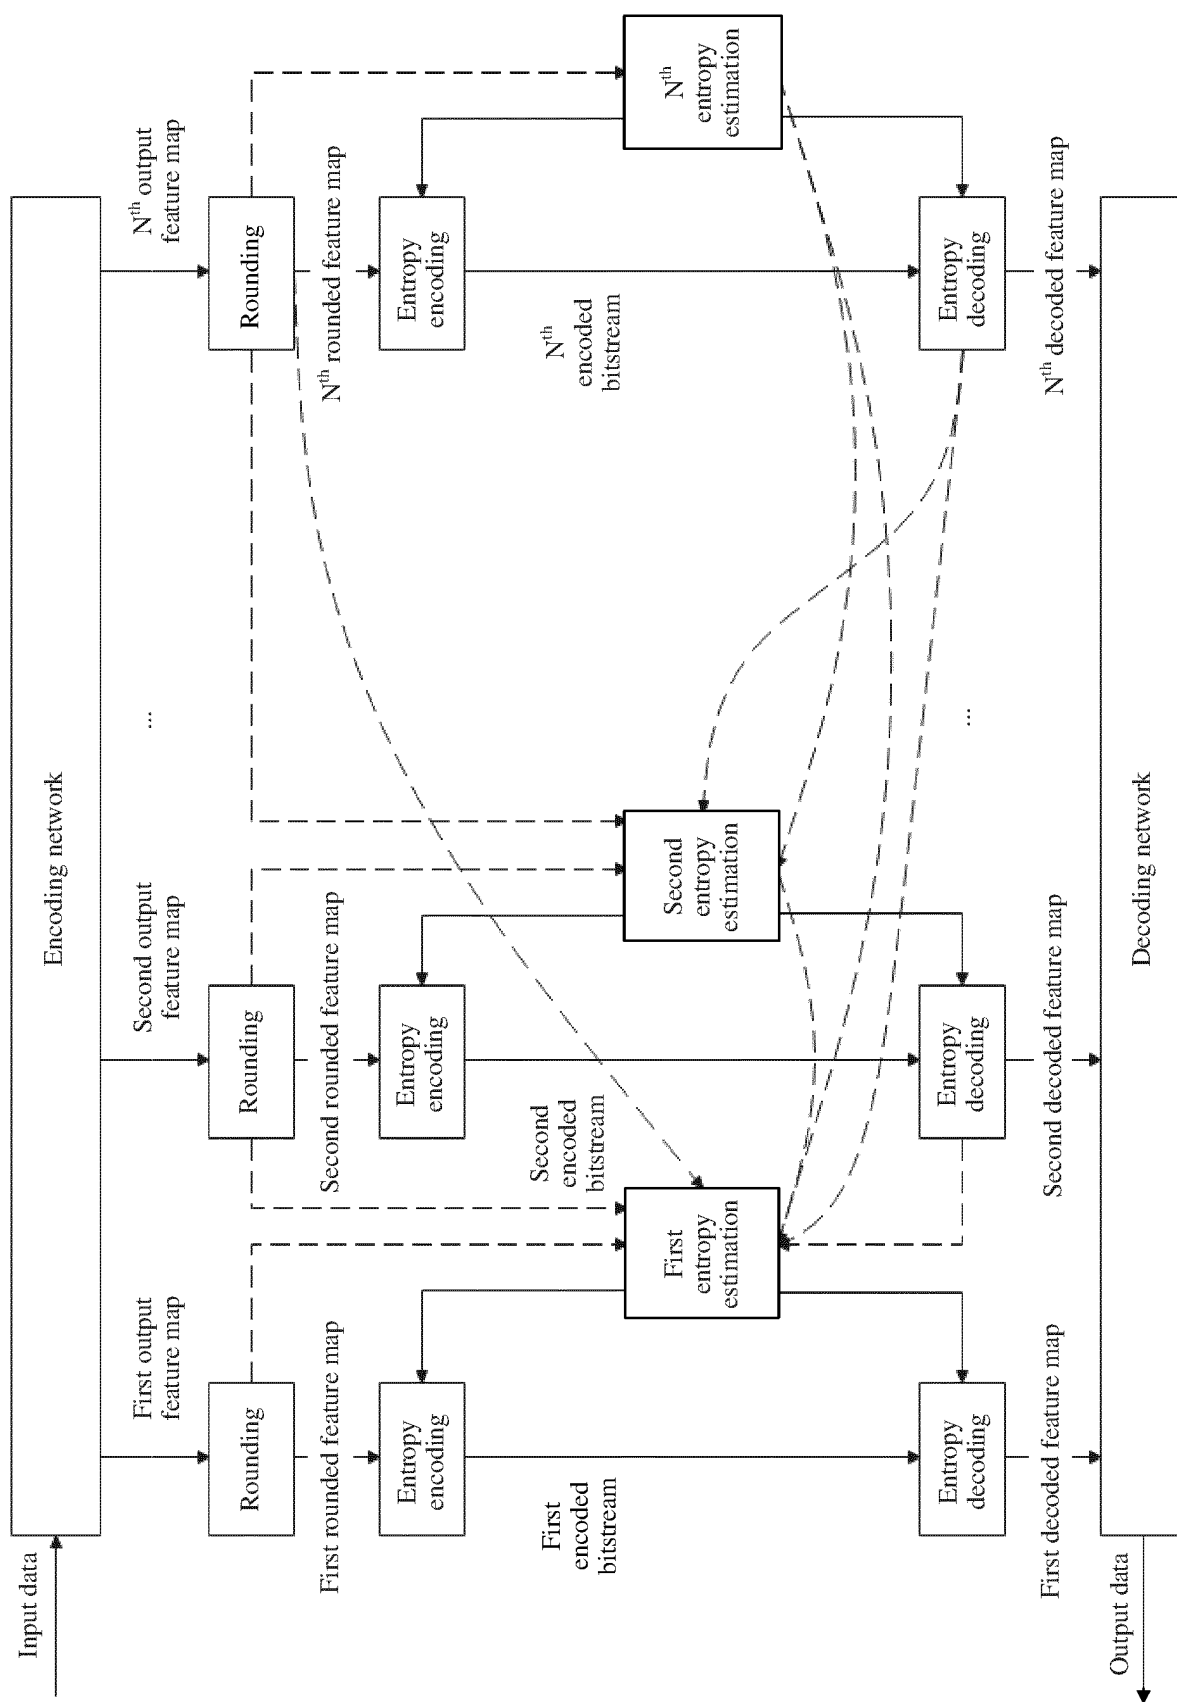 Input data
Encoding network
First output
feature map
Second output
feature map
...
Nth output
feature map
Rounding
Rounding
Rounding
First rounded feature map
Second rounded feature map
Nth rounded feature map
Entropy
encoding
Entropy
encoding
Entropy
encoding
First
encoded
bitstream
Second
encoded
bitstream
Nth
encoded
bitstream
First
entropy
estimation
Second
entropy
estimation
Nth
entropy
estimation
Entropy
decoding
Entropy
decoding
Entropy
decoding
...
First decoded feature map
Second decoded feature map
Nth decoded feature map
Decoding network
Output data